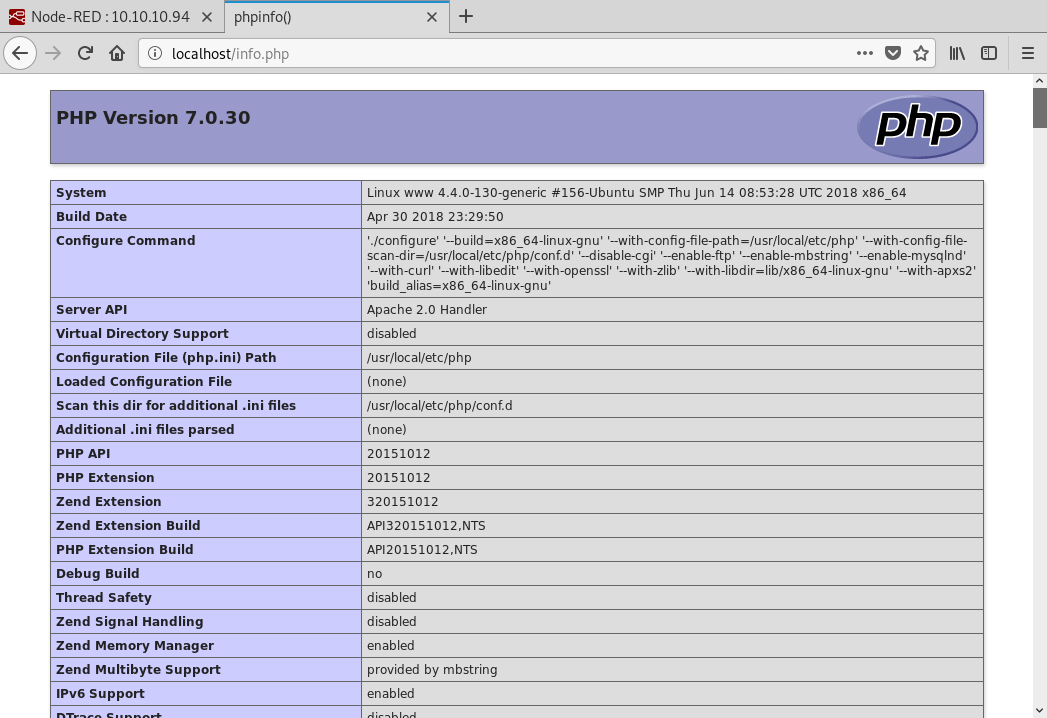 Node-RED : 10.10.10.94
phpinfo()
localhost/info.php
PHP Version 7.0.30
php
System Linux www 4.4.0-130-generic #156-Ubuntu SMP Thu Jun 14 08:53:28 UTC 2018 x86_64
Build Date Apr 30 2018 23:29:50
Configure Command './configure' '--build=x86_64-linux-gnu' '--with-config-file-path=/usr/local/etc/php' '--with-config-file-
scan-dir=/usr/local/etc/php/conf.d' '--disable-cgi' '--enable-ftp' '--enable-mbstring' '--enable-mysqlnd'
'--with-curl' '--with-libedit' '--with-openssl' '--with-zlib' '--with-libdir=lib/x86_64-linux-gnu' '--with-apxs2'
'build_alias=x86_64-linux-gnu'
Server API Apache 2.0 Handler
Virtual Directory Support disabled
Configuration File (php.ini) Path /usr/local/etc/php
Loaded Configuration File (none)
Scan this dir for additional .ini files /usr/local/etc/php/conf.d
Additional .ini files parsed (none)
PHP API 20151012
PHP Extension 20151012
Zend Extension 320151012
Zend Extension Build API320151012,NTS
PHP Extension Build API20151012,NTS
Debug Build no
Thread Safety disabled
Zend Signal Handling disabled
Zend Memory Manager enabled
Zend Multibyte Support provided by mbstring
IPv6 Support enabled
DTrace Support disabled